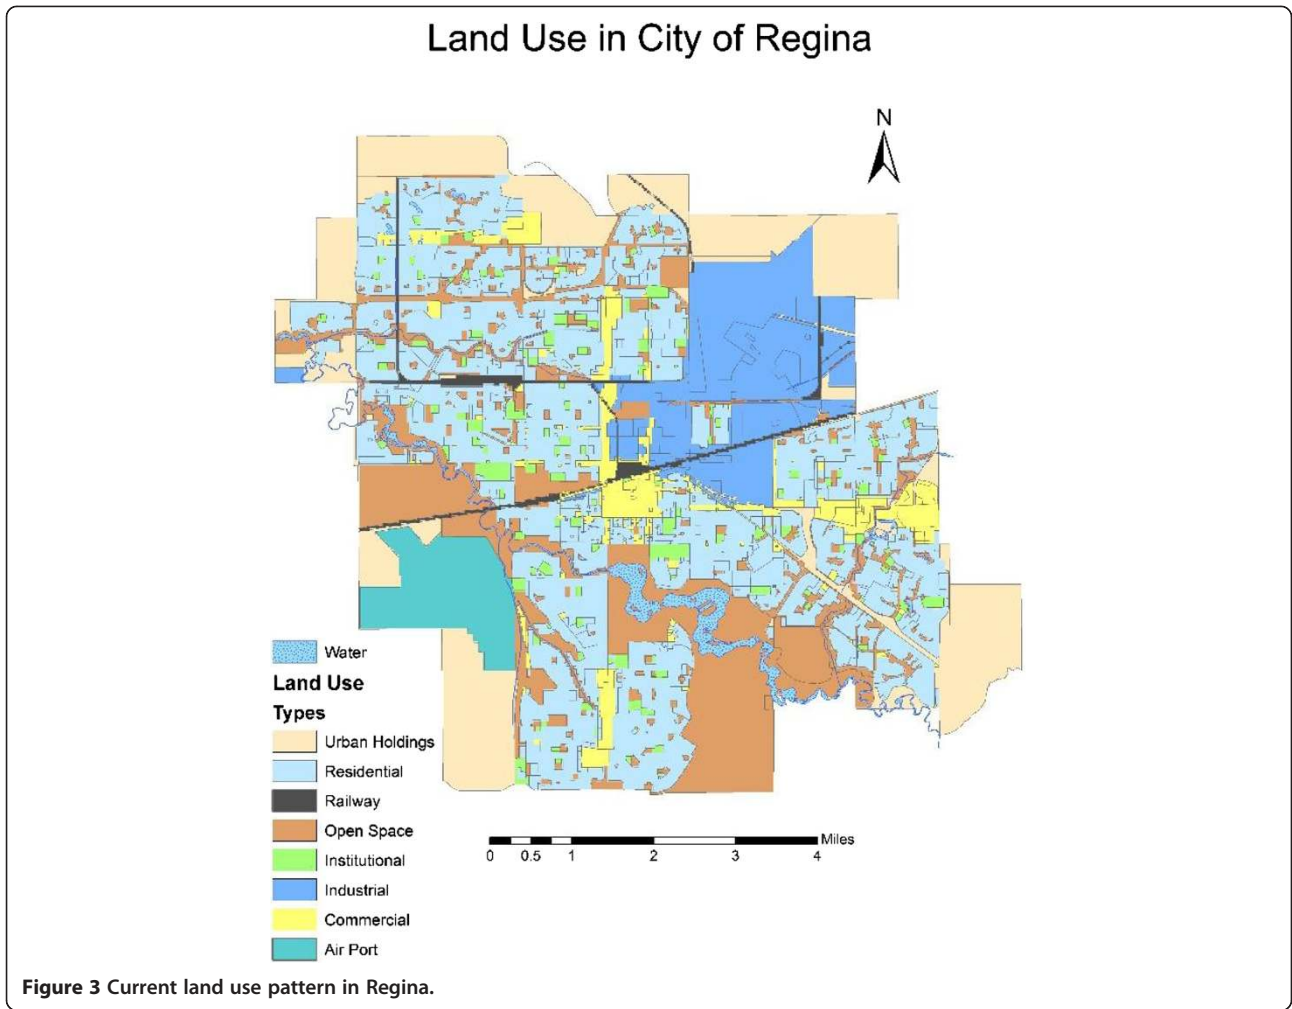 Land Use in City of Regina
N
Water
Land Use
Types
Urban Holdings
Residential
Railway
Open Space
Institutional
Industrial
Commercial
Air Port
Miles
0 0.5 1 2 3 4
Figure 3 Current land use pattern in Regina.